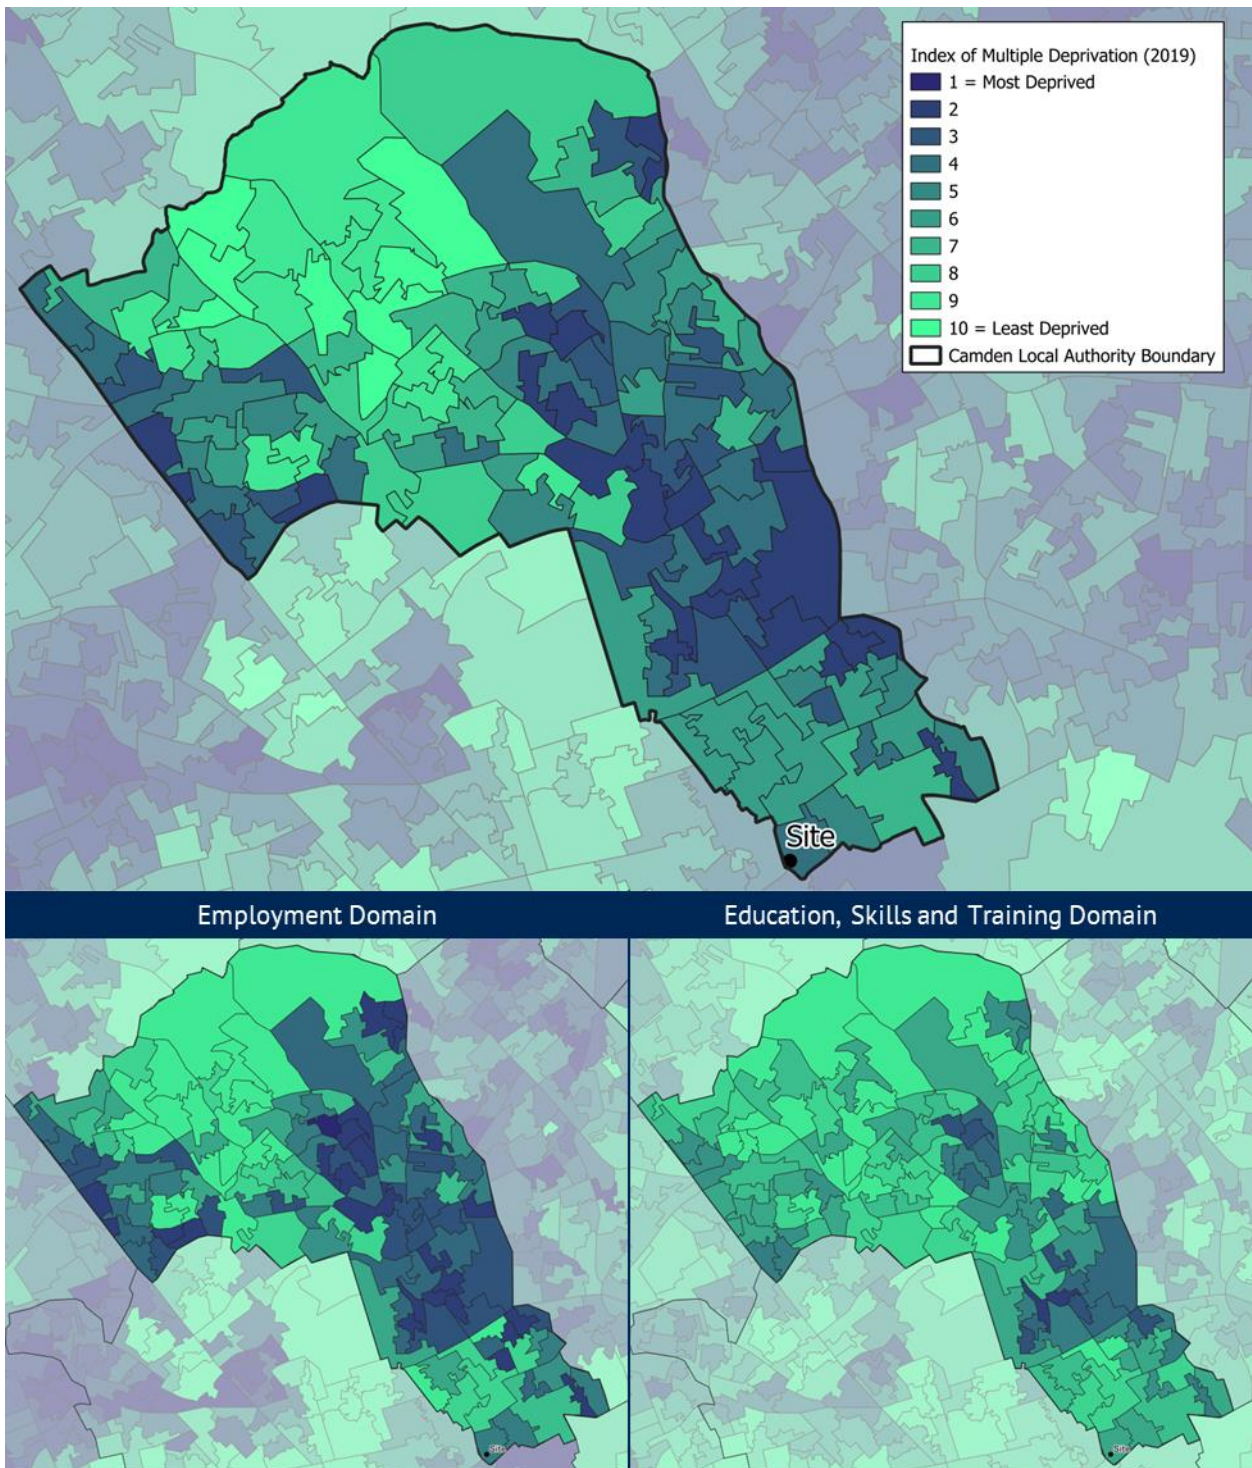 Index of Multiple Deprivation (2019)
1 = Most Deprived
2
3
4
5
6
7
8
9
10 = Least Deprived
Camden Local Authority Boundary
Site
Employment Domain
Education, Skills and Training Domain
Site
Site